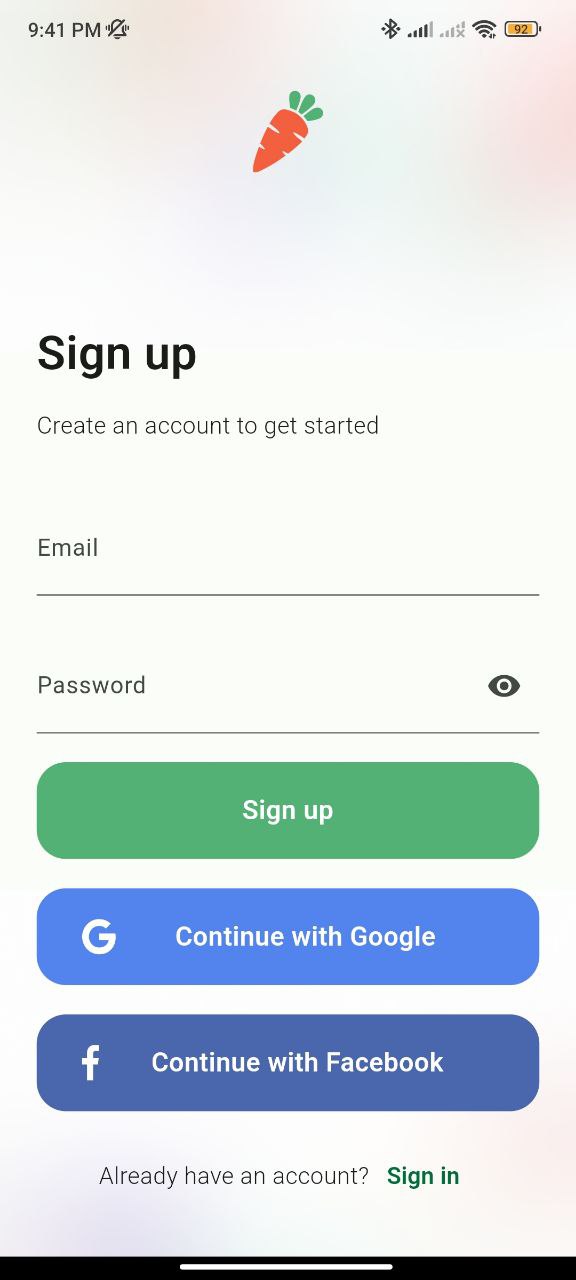 9:41 PM 92
Sign up
Create an account to get started
Email
Password
Sign up
G Continue with Google
f Continue with Facebook
Already have an account? Sign in